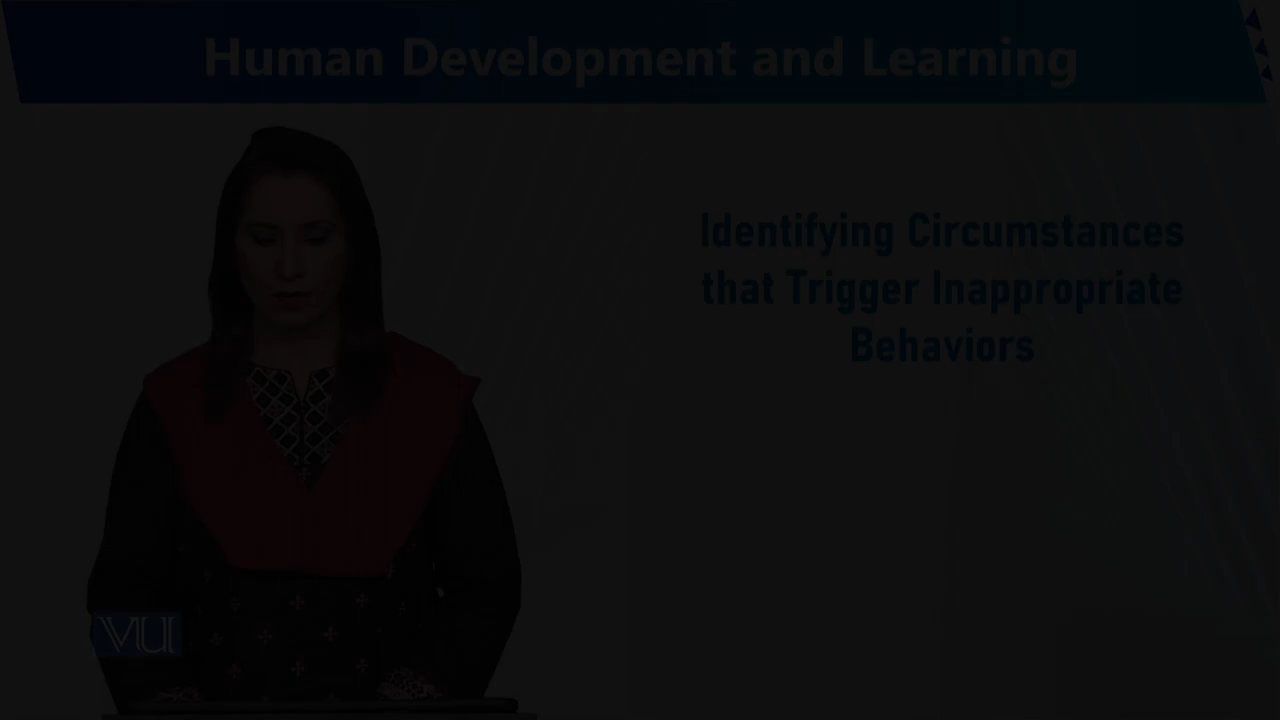 Human Development and Learning
Identifying Circumstances
that Trigger Inappropriate
Behaviors
VU